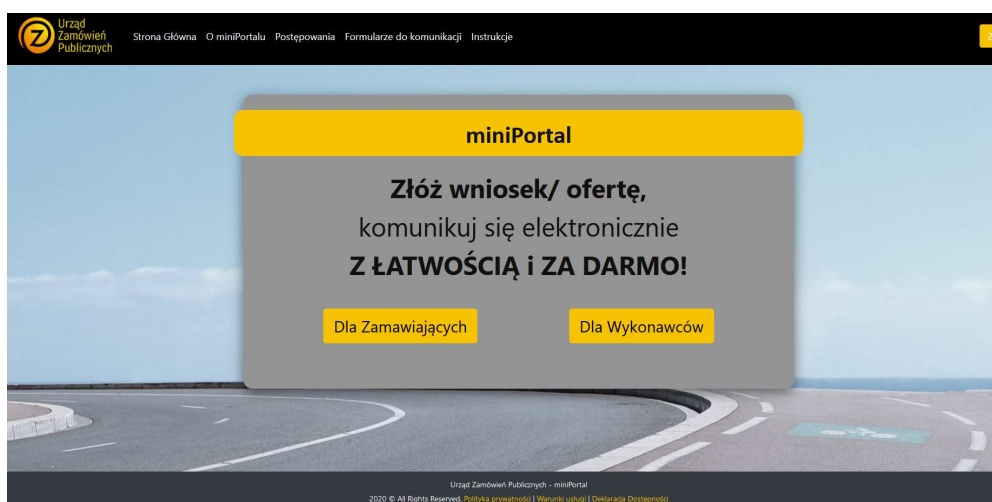 Urząd
Zamówień
Publicznych
Strona Główna O miniPortalu Postępowania Formularze do komunikacji Instrukcje
miniPortal
Złóż wniosek/ ofertę,
komunikuj się elektronicznie
Z ŁATWOŚCIĄ i ZA DARMO!
Dla Zamawiających Dla Wykonawców
Urząd Zamówień Publicznych - miniPortal
2020 © All Rights Reserved. Polityka prywatności | Warunki usługi | Deklaracja Dostępności